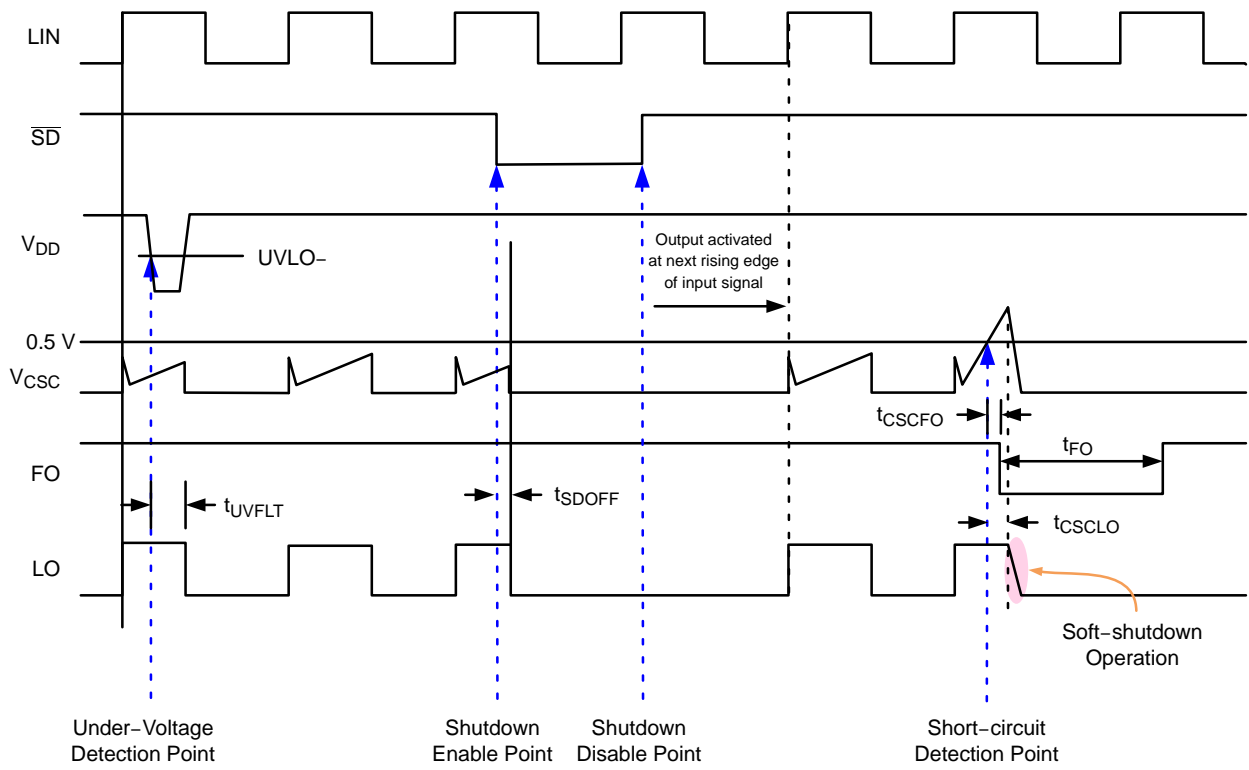 LIN
SD
VDD
UVLO−
Output activated
at next rising edge
of input signal
0.5 V
VCSC
tCSCFO
FO
tFO
tUVFLT
tSDOFF
tCSCLO
LO
Soft−shutdown
Operation
Under−Voltage
Detection Point
Shutdown
Enable Point
Shutdown
Disable Point
Short−circuit
Detection Point